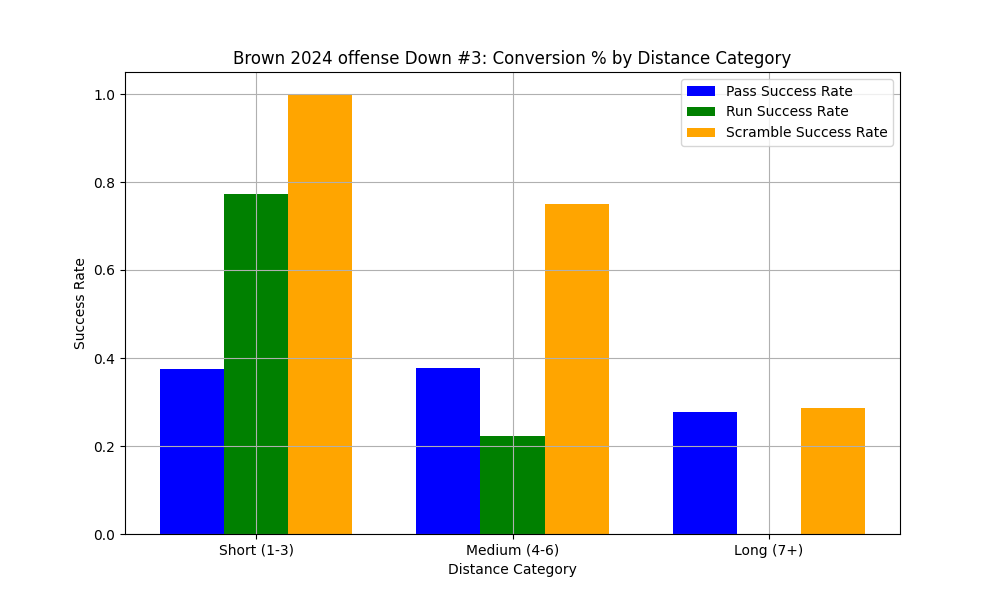 Brown 2024 offense Down #3: Conversion % by Distance Category
Pass Success Rate
Run Success Rate
Scramble Success Rate
Success Rate
1.0
0.8
0.6
0.4
0.2
0.0
Short (1-3)
Medium (4-6)
Long (7+)
Distance Category